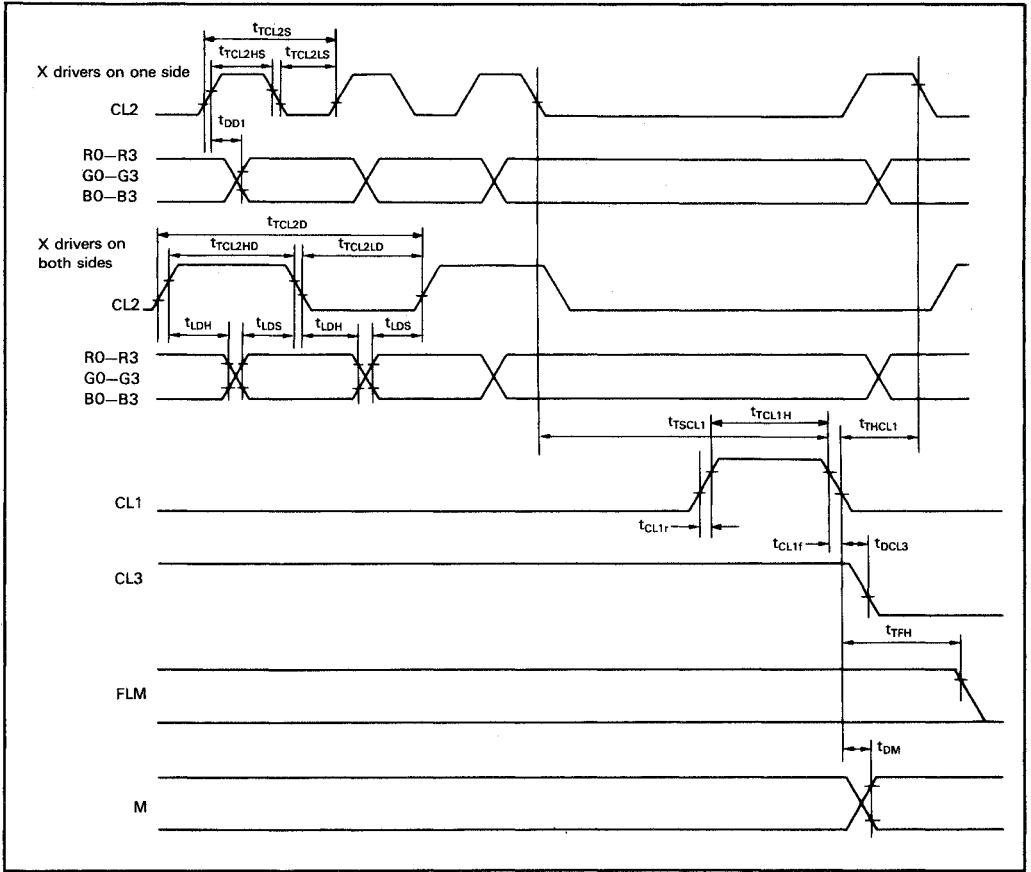 tTCL2S
tTCL2HS tTCL2LS
X drivers on one side
CL2
tDD1
R0–R3
G0–G3
B0–B3
tTCL2D
X drivers on
both sides
tTCL2HD tTCL2LD
CL2
tLDH tLDS tLDH tLDS
R0–R3
G0–G3
B0–B3
tTSCL1 tTCL1H tTHCL1
CL1
tCL1r
tCL1f tDCL3
CL3
tTFH
FLM
tDM
M